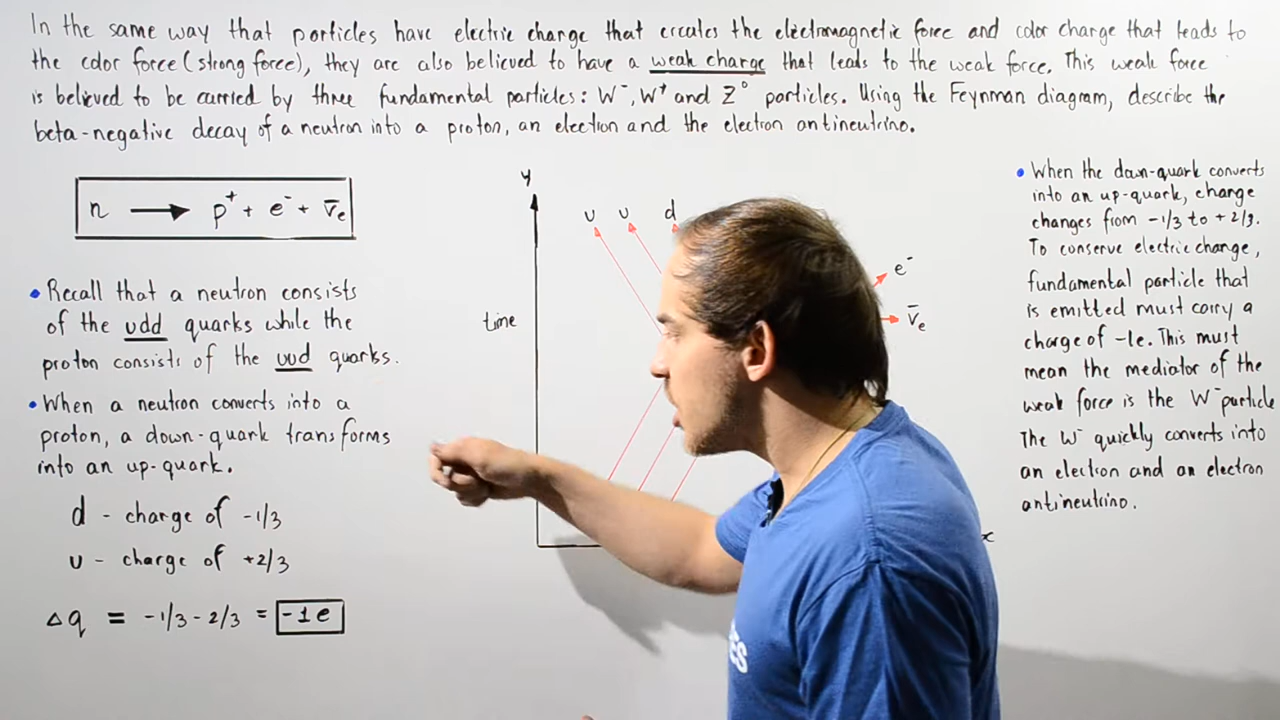 In the same way that particles have electric charge that creates the electromagnetic force and color charge that leads to
the color force (strong force), they are also believed to have a weak charge that leads to the weak force. This weak force
is believed to be carried by three fundamental particles: W⁻, W⁺ and Z⁰ particles. Using the Feynman diagram, describe the
beta-negative decay of a neutron into a proton, an electron and the electron antineutrino.
n → p⁺ + e⁻ + ν̄e
• Recall that a neutron consists
of the udd quarks while the
proton consists of the uud quarks.
• When a neutron converts into a
proton, a down-quark transforms
into an up-quark.
d - charge of -1/3
u - charge of +2/3
Δq = -1/3 - 2/3 = -1e
y
time
u u d
e⁻
ν̄e
x
• When the down-quark converts
into an up-quark, charge
changes from -1/3 to +2/3.
To conserve electric charge,
fundamental particle that
is emitted must carry a
charge of -1e. This must
mean the mediator of the
weak force is the W⁻ particle
The W⁻ quickly converts into
an electron and an electron
antineutrino.
ES